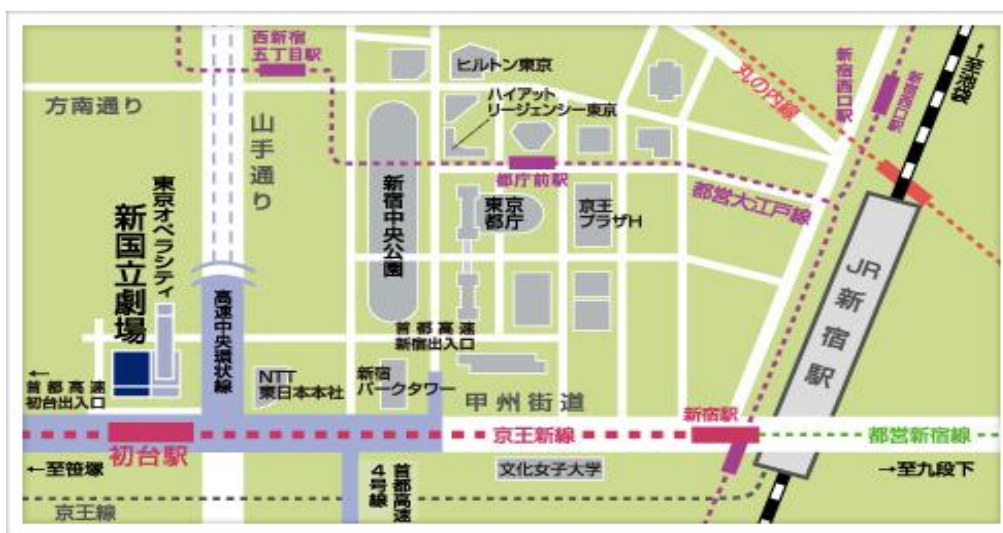 西新宿
五丁目駅
ヒルトン東京
ハイアット
リージェンシー東京
新宿西口駅
新宿西口駅
至池袋
方南通り
山手通り
丸の内線
都庁前駅
都営大江戸線
新宿中央公園
東京
都庁
京王
プラザH
東京オペラシティ
新国立劇場
高速中央環状線
JR新宿駅
首都高速
新宿出入口
首都高速
初台出入口
NTT
東日本本社
新宿
パークタワー
甲州街道
新宿駅
初台駅
京王新線
都営新宿線
←至笹塚
首都高速
4号線
文化女子大学
→至九段下
京王線